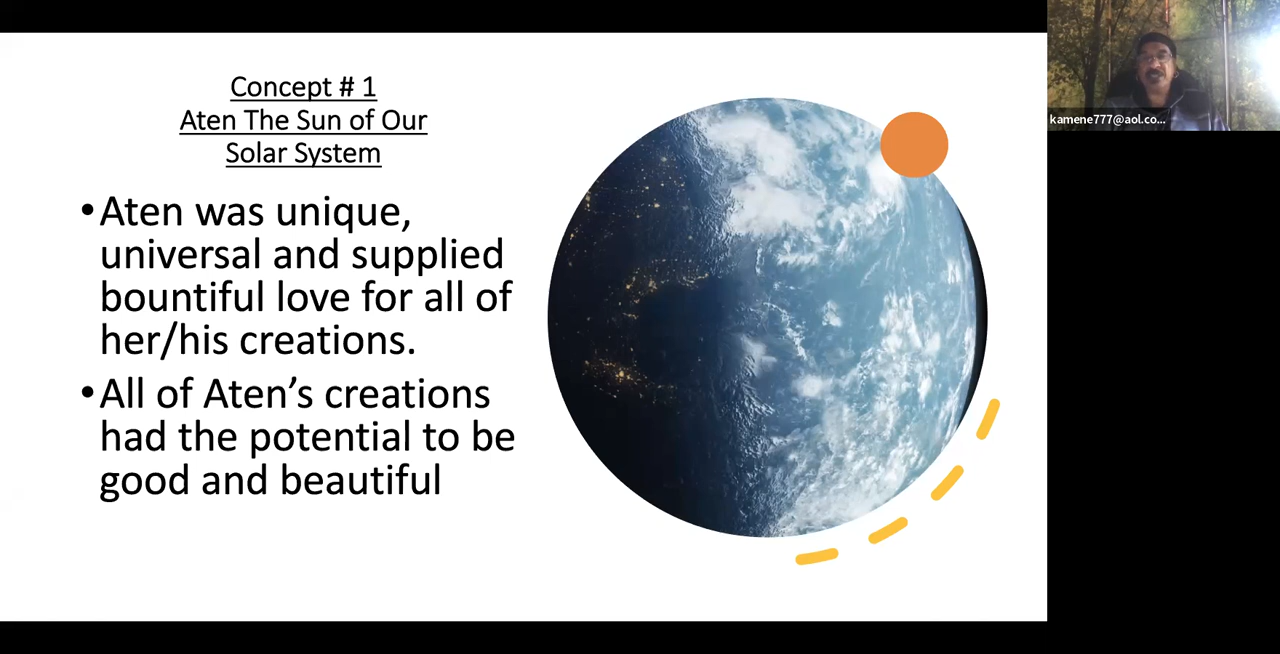 Concept # 1
Aten The Sun of Our
Solar System
•Aten was unique,
universal and supplied
bountiful love for all of
her/his creations.
•All of Aten’s creations
had the potential to be
good and beautiful
kamene777@aol.co...